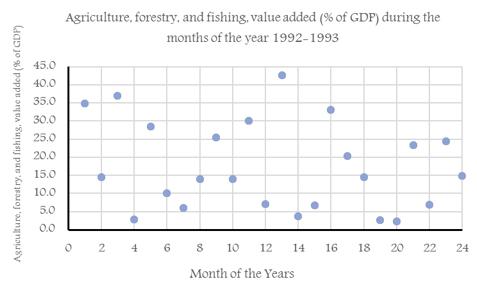 Agriculture, forestry, and fishing, value added (% of GDP) during the
months of the year 1992-1993
Agriculture, forestry, and fishing, value added (% of GDP)
45.0
40.0
35.0
30.0
25.0
20.0
15.0
10.0
5.0
0.0
0 2 4 6 8 10 12 14 16 18 20 22 24
Month of the Years